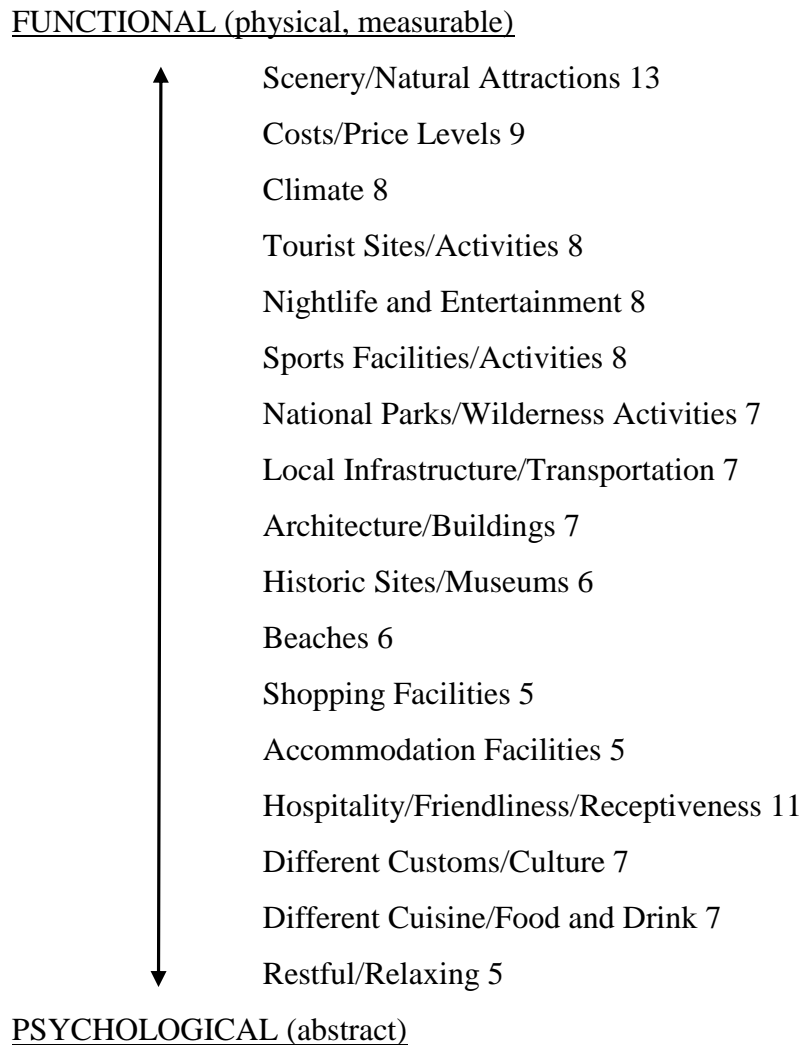 FUNCTIONAL (physical, measurable)
Scenery/Natural Attractions 13
Costs/Price Levels 9
Climate 8
Tourist Sites/Activities 8
Nightlife and Entertainment 8
Sports Facilities/Activities 8
National Parks/Wilderness Activities 7
Local Infrastructure/Transportation 7
Architecture/Buildings 7
Historic Sites/Museums 6
Beaches 6
Shopping Facilities 5
Accommodation Facilities 5
Hospitality/Friendliness/Receptiveness 11
Different Customs/Culture 7
Different Cuisine/Food and Drink 7
Restful/Relaxing 5
PSYCHOLOGICAL (abstract)